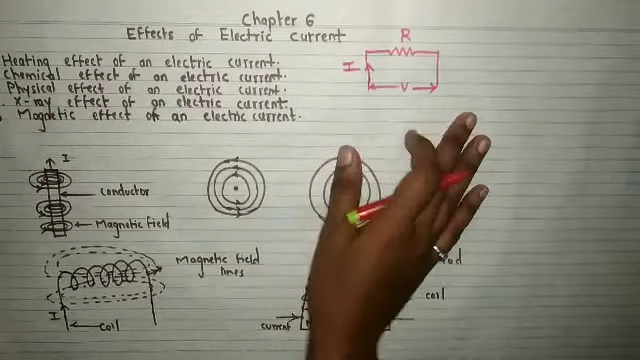 Chapter 6
Effects of Electric current
Heating effect of an electric current.
Chemical effect of an electric current.
Physical effect of an electric current.
X-ray effect of an electric current.
Magnetic effect of an electric current.
R
I
V
I
conductor
Magnetic field
Magnetic field
lines
I
coil
coil
current